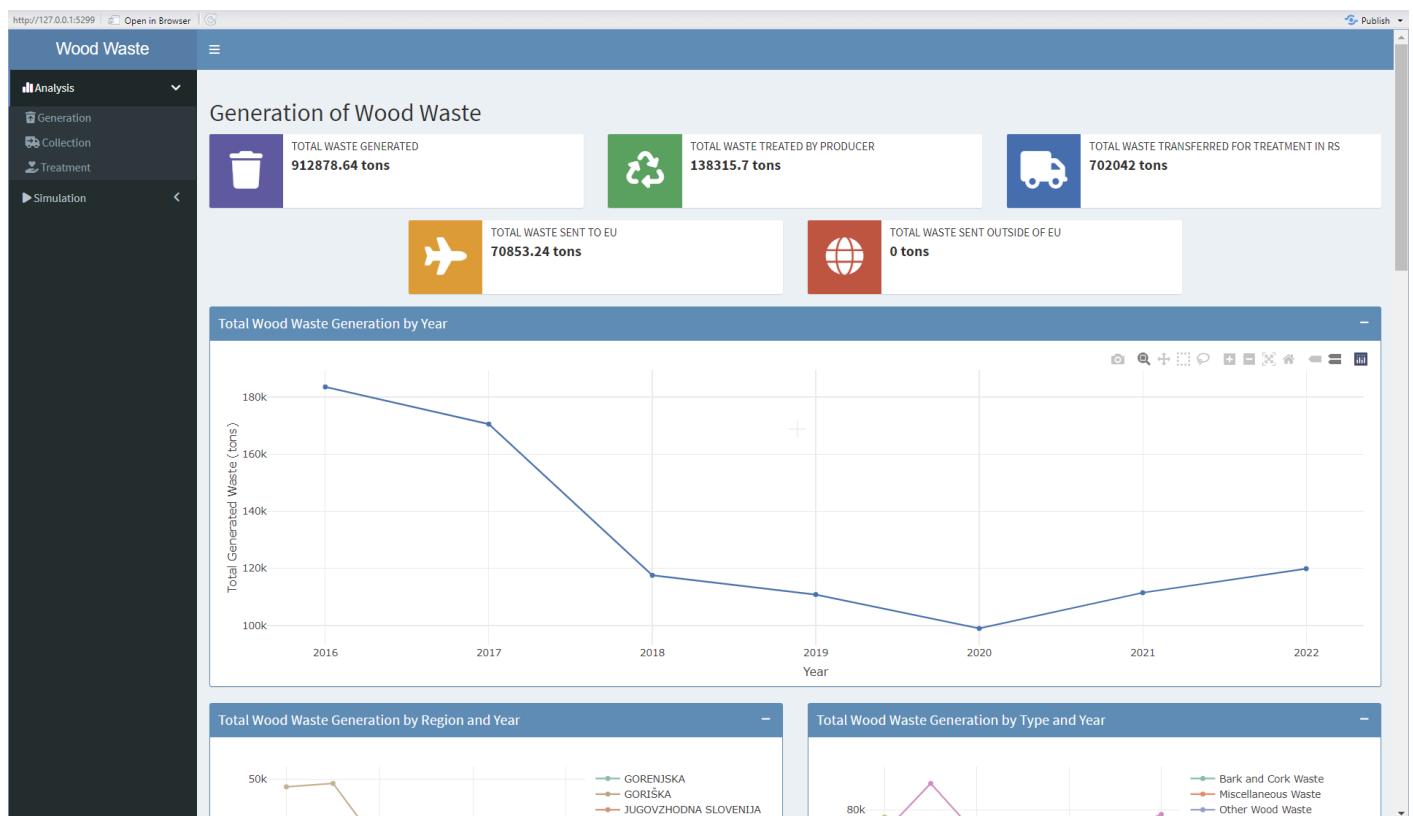 http://127.0.0.1:5299 Open in Browser Publish
Wood Waste
Analysis
Generation
Collection
Treatment
Simulation
Generation of Wood Waste
TOTAL WASTE GENERATED
912878.64 tons
TOTAL WASTE TREATED BY PRODUCER
138315.7 tons
TOTAL WASTE TRANSFERRED FOR TREATMENT IN RS
702042 tons
TOTAL WASTE SENT TO EU
70853.24 tons
TOTAL WASTE SENT OUTSIDE OF EU
0 tons
Total Wood Waste Generation by Year
Total Generated Waste (tons)
180k
160k
140k
120k
100k
2016 2017 2018 2019 2020 2021 2022
Year
Total Wood Waste Generation by Region and Year
50k
GORENJSKA
GORIŠKA
JUGOVZHODNA SLOVENIJA
Total Wood Waste Generation by Type and Year
80k
Bark and Cork Waste
Miscellaneous Waste
Other Wood Waste